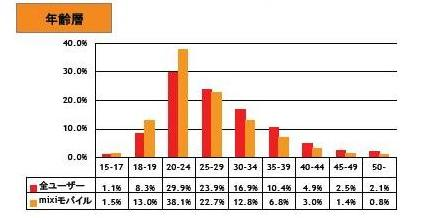 年齢層
40.0%
30.0%
20.0%
10.0%
0.0%
15-17 18-19 20-24 25-29 30-34 35-39 40-44 45-49 50-
全ユーザー 1.1% 8.3% 29.9% 23.9% 16.9% 10.4% 4.9% 2.5% 2.1%
mixiモバイル 1.5% 13.0% 38.1% 22.7% 12.8% 6.8% 3.0% 1.4% 0.8%